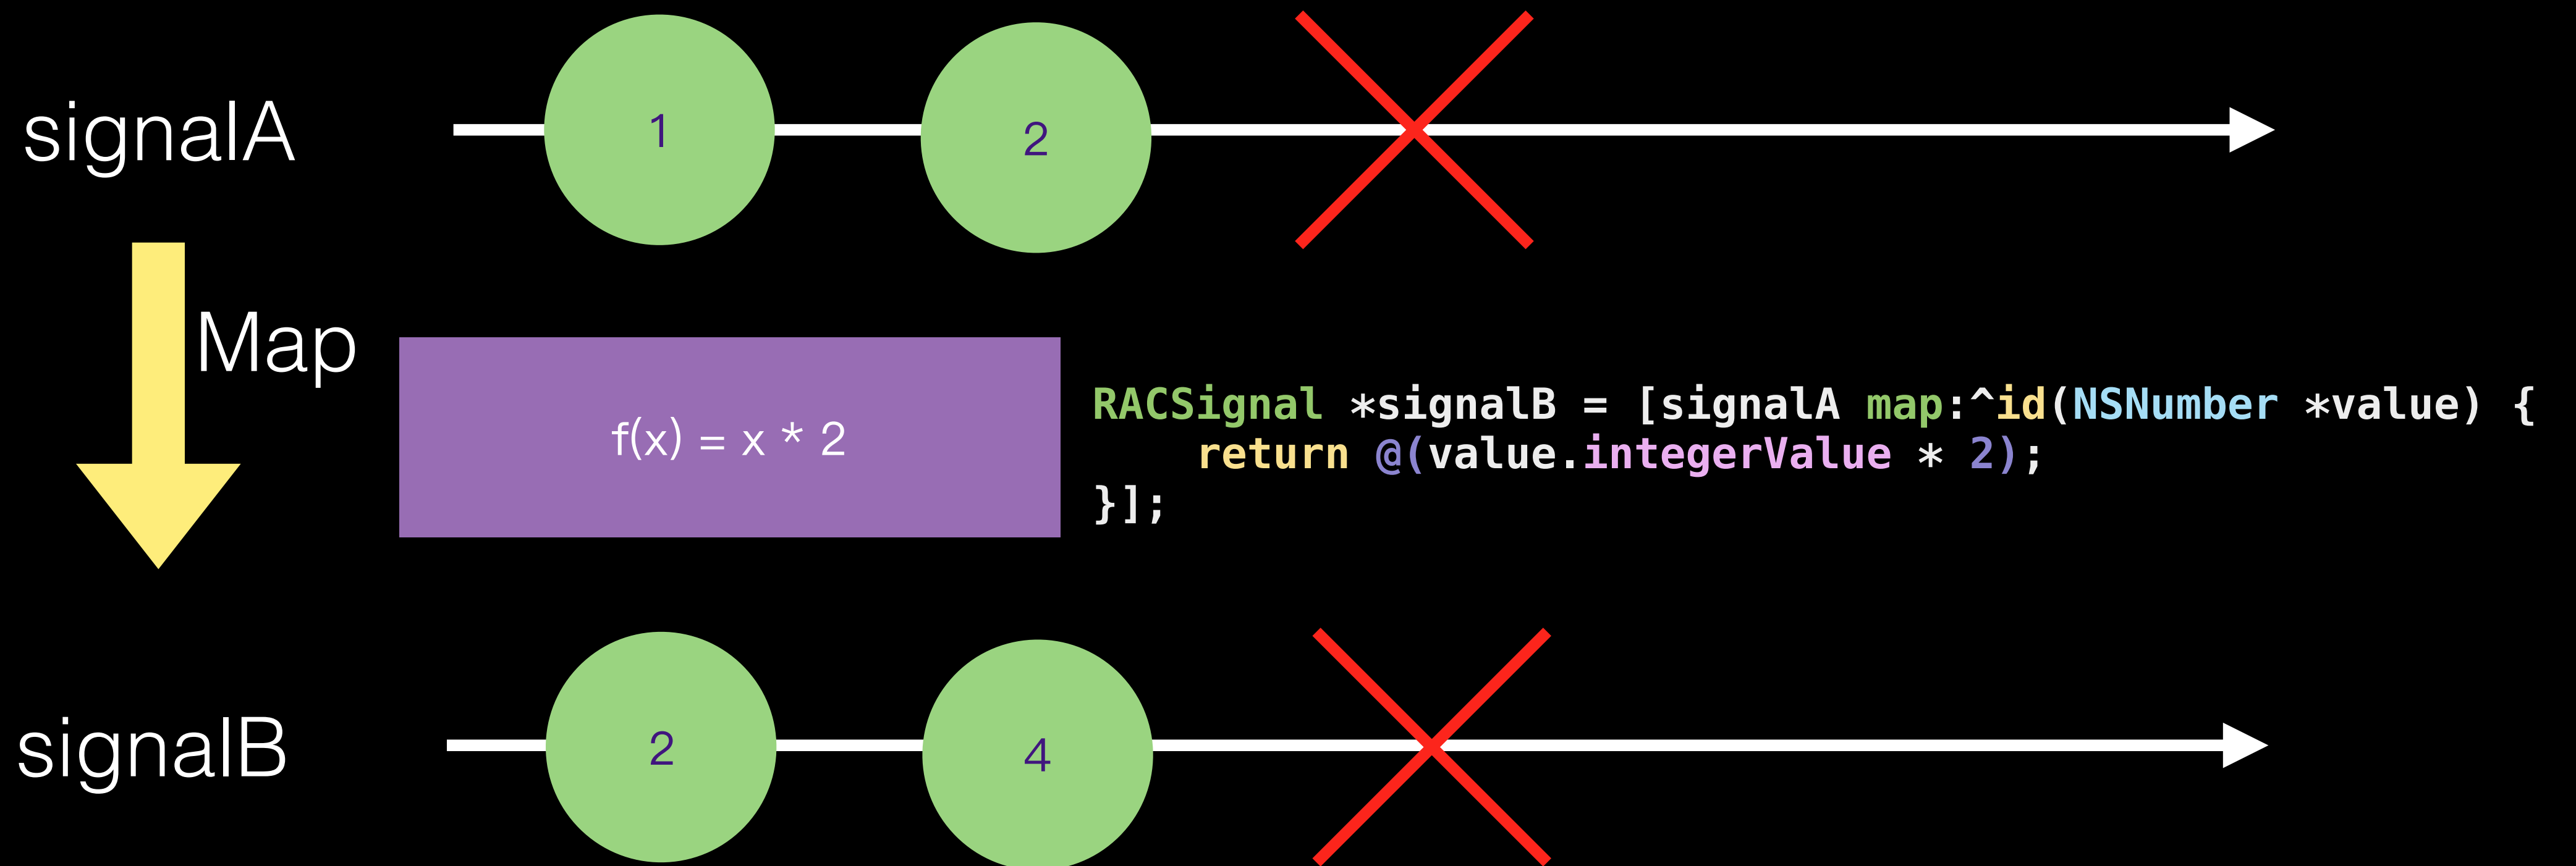 signalA
1
2
Map
f(x) = x * 2
RACSignal *signalB = [signalA map:^id(NSNumber *value) {
    return @(value.integerValue * 2);
}];
signalB
2
4